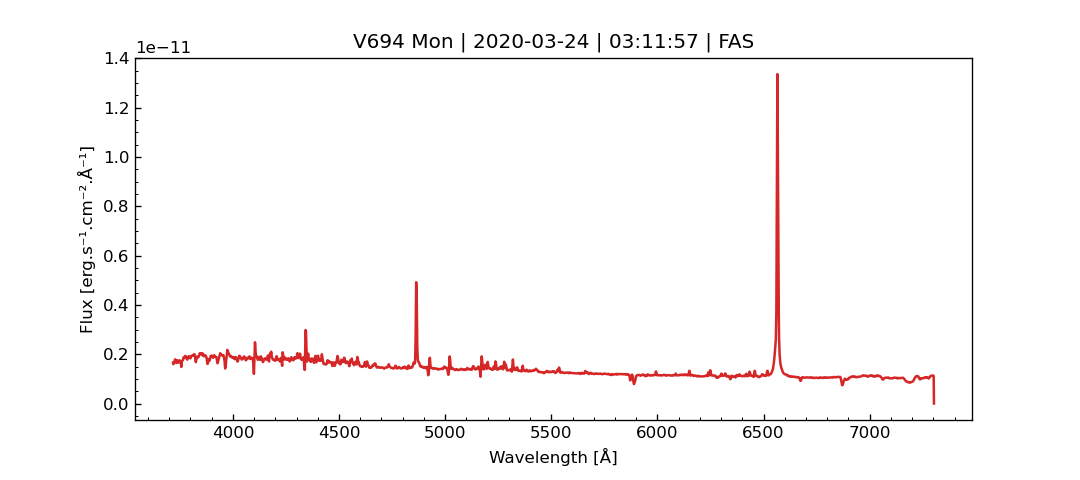 V694 Mon | 2020-03-24 | 03:11:57 | FAS
1e−11
Flux [erg.s⁻¹.cm⁻².Å⁻¹]
1.4
1.2
1.0
0.8
0.6
0.4
0.2
0.0
4000 4500 5000 5500 6000 6500 7000
Wavelength [Å]